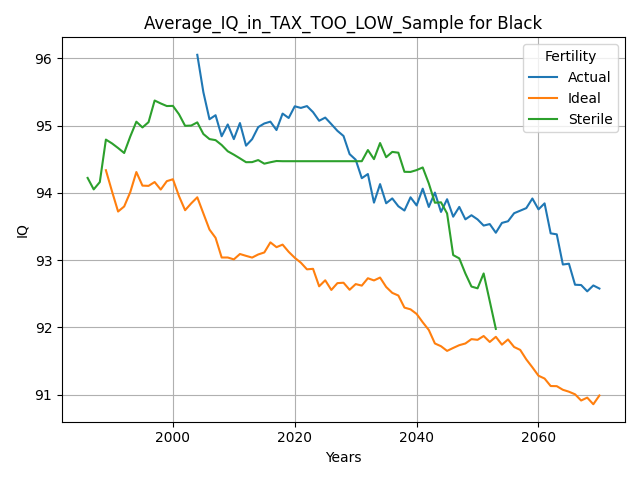 Average_IQ_in_TAX_TOO_LOW_Sample for Black
Fertility
Actual
Ideal
Sterile
IQ
96
95
94
93
92
91
2000
2020
2040
2060
Years